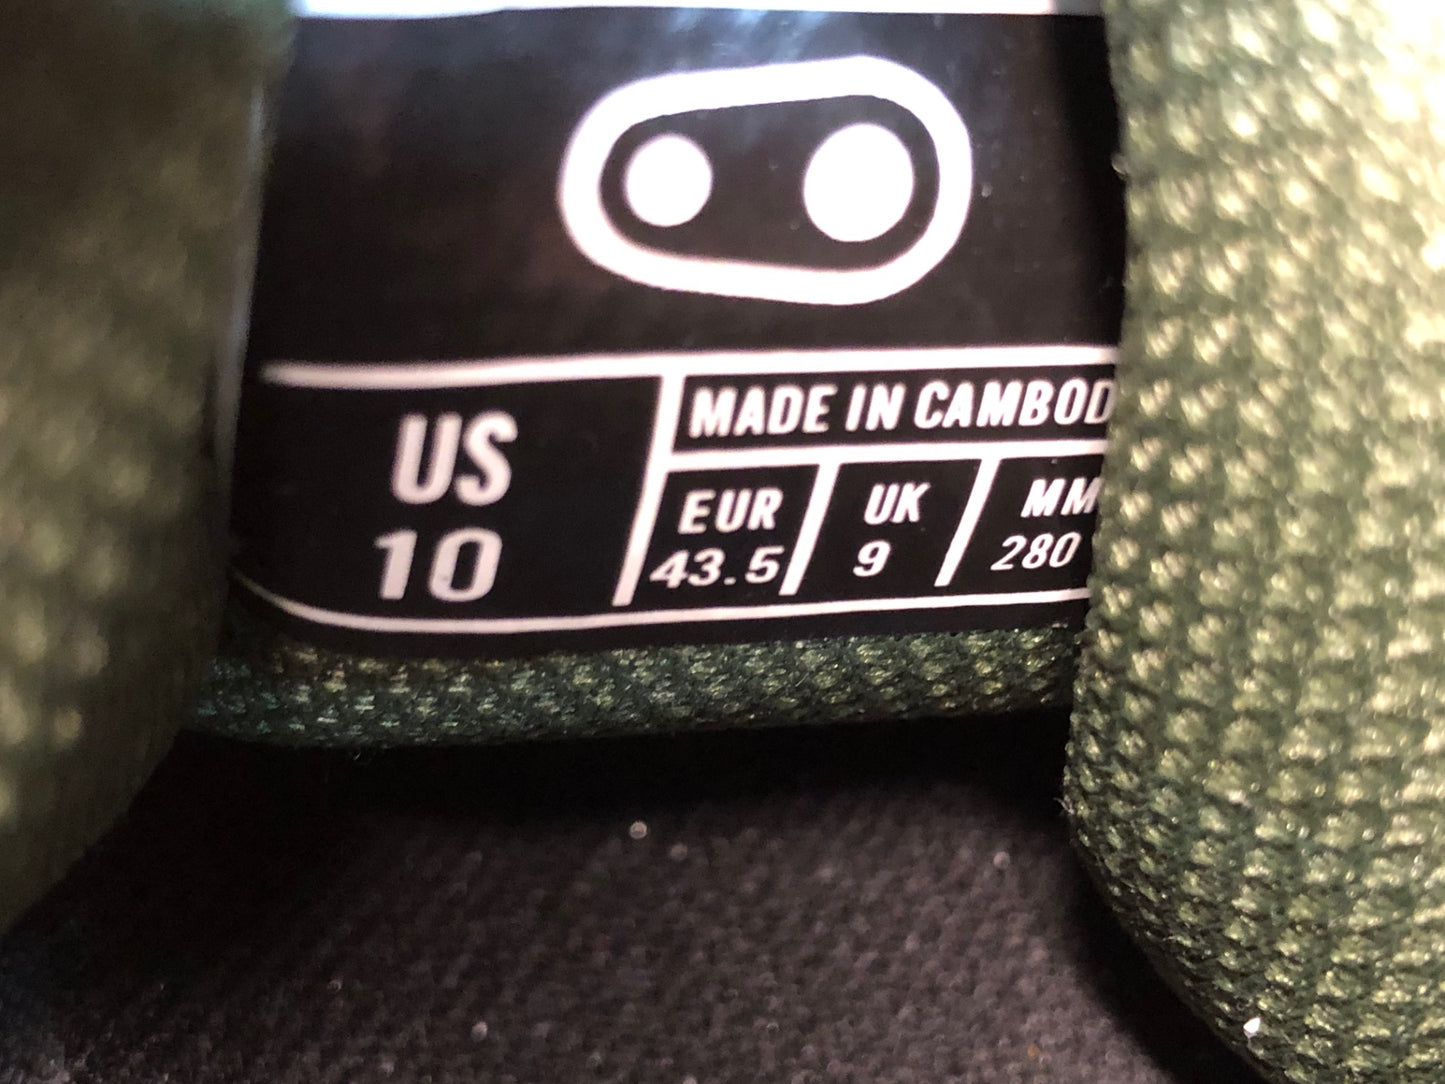 MADE IN CAMBOD
US EUR UK MM
10 43.5 9 280